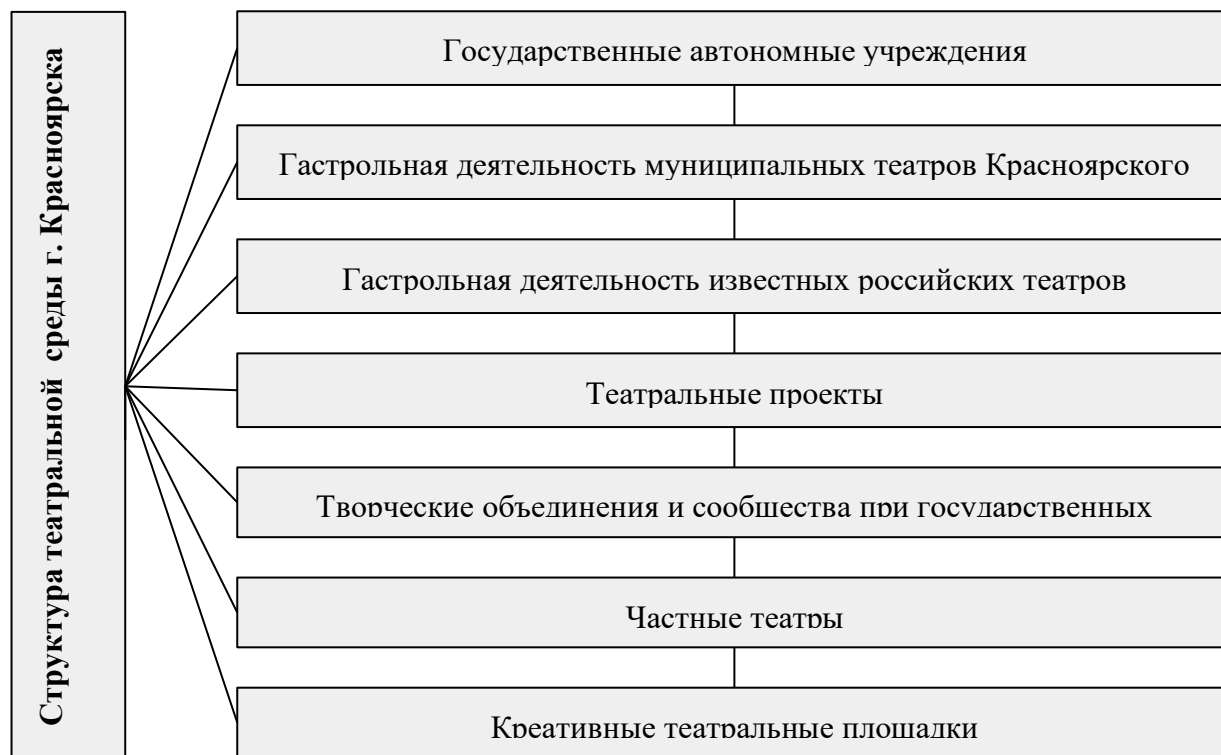 Структура театральной среды г. Красноярска
Государственные автономные учреждения
Гастрольная деятельность муниципальных театров Красноярского
Гастрольная деятельность известных российских театров
Театральные проекты
Творческие объединения и сообщества при государственных
Частные театры
Креативные театральные площадки